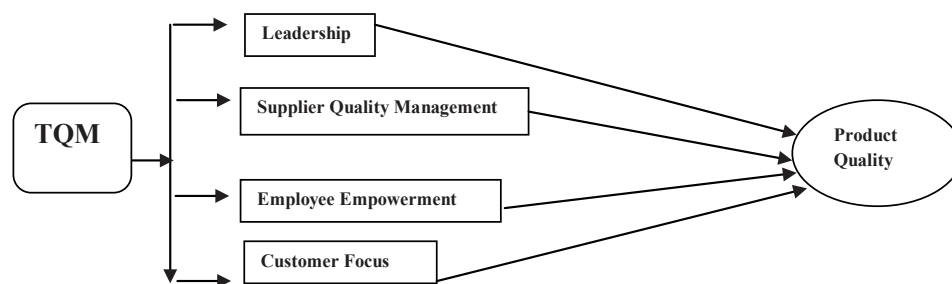 Leadership
Supplier Quality Management
TQM
Product
Quality
Employee Empowerment
Customer Focus